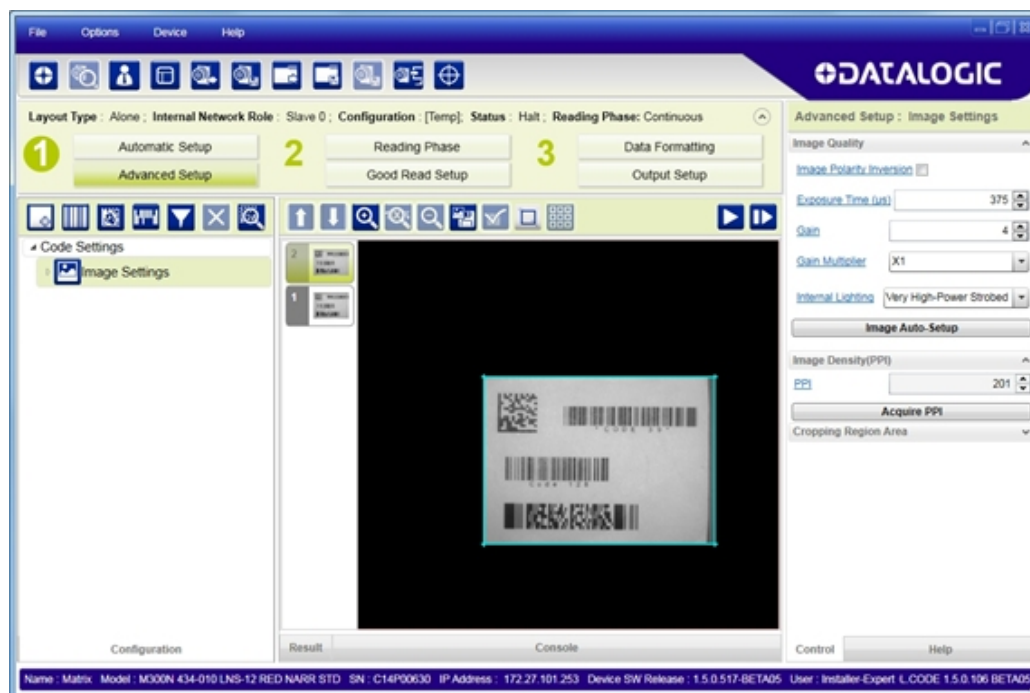 File Options Device Help
DATALOGIC
Layout Type : Alone ; Internal Network Role : Slave 0 ; Configuration : [Temp]; Status : Halt ; Reading Phase: Continuous
1 Automatic Setup 2 Reading Phase 3 Data Formatting
Advanced Setup Good Read Setup Output Setup
Code Settings
Image Settings
2
1
*CODE 39*
Code 128
Advanced Setup : Image Settings
Image Quality
Image Polarity Inversion
Exposure Time (us) 375
Gain 4
Gain Multiplier X1
Internal Lighting Very High-Power Strobed
Image Auto-Setup
Image Density(PPI)
PPI 201
Acquire PPI
Cropping Region Area
Configuration Result Console Control Help
Name : Matrix Model : M300N 434-010 LNS-12 RED NARR STD SN : C14P00630 IP Address : 172.27.101.253 Device SW Release : 1.5.0.517-BETA05 User : Installer-Expert L.CODE 1.5.0.106 BETA05